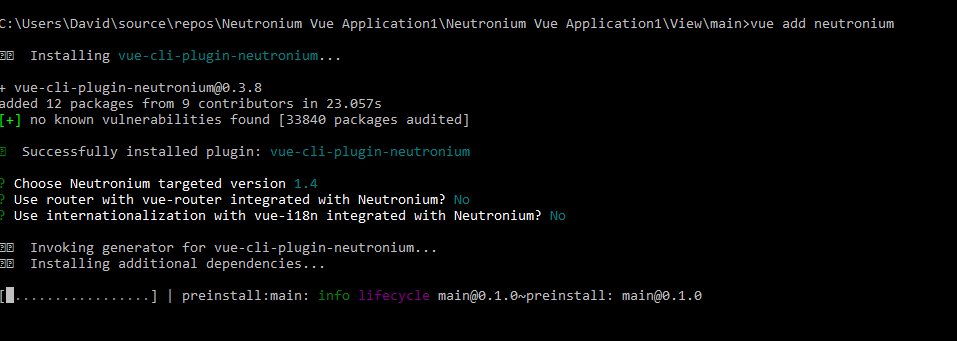 C:\Users\David\source\repos\Neutronium Vue Application1\Neutronium Vue Application1\View\main>vue add neutronium
Installing vue-cli-plugin-neutronium...
+ vue-cli-plugin-neutronium@0.3.8
added 12 packages from 9 contributors in 23.057s
[+] no known vulnerabilities found [33840 packages audited]
Successfully installed plugin: vue-cli-plugin-neutronium
? Choose Neutronium targeted version 1.4
? Use router with vue-router integrated with Neutronium? No
? Use internationalization with vue-i18n integrated with Neutronium? No
Invoking generator for vue-cli-plugin-neutronium...
Installing additional dependencies...
[ .................] | preinstall:main: info lifecycle main@0.1.0~preinstall: main@0.1.0